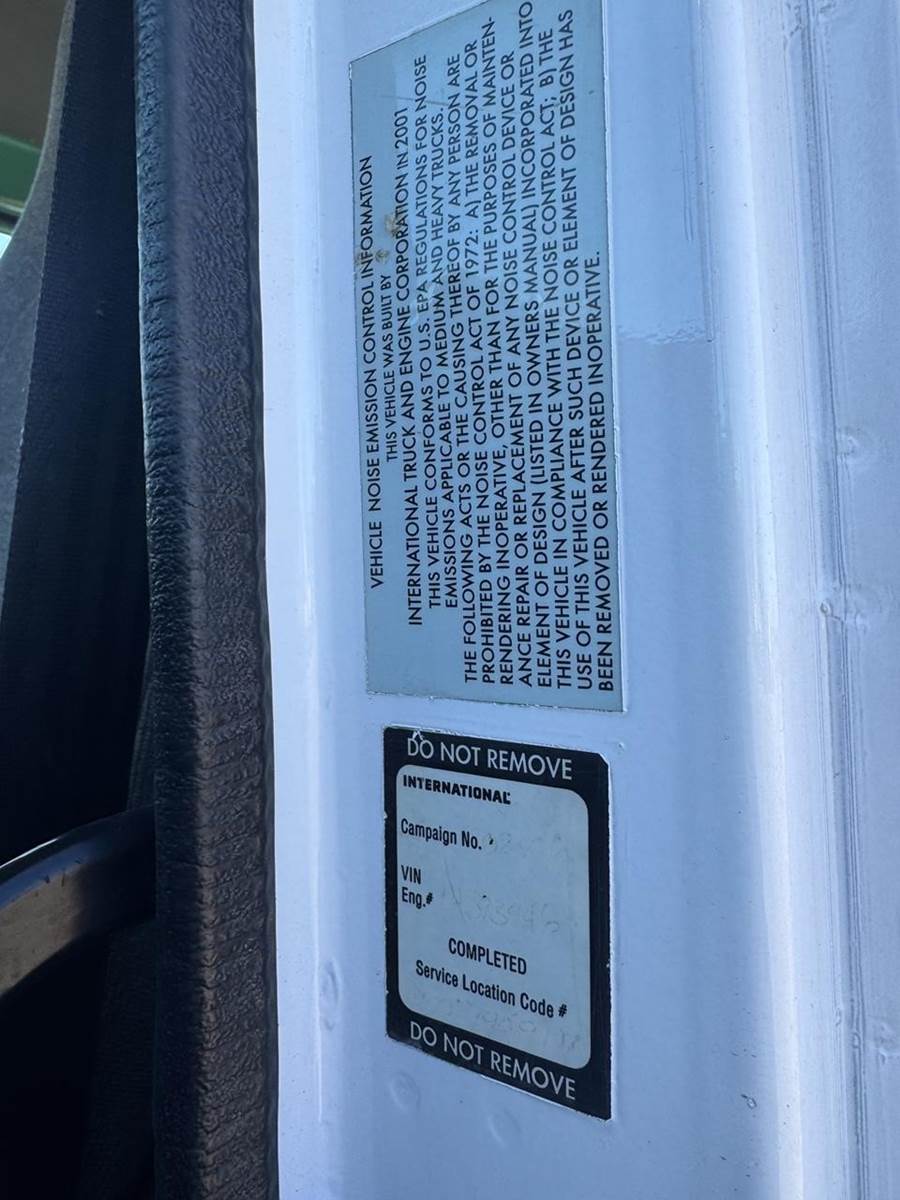 VEHICLE NOISE EMISSION CONTROL INFORMATION
THIS VEHICLE WAS BUILT BY
INTERNATIONAL TRUCK AND ENGINE CORPORATION IN 2001
THIS VEHICLE CONFORMS TO U.S. EPA REGULATIONS FOR NOISE
EMISSIONS APPLICABLE TO MEDIUM AND HEAVY TRUCKS.
THE FOLLOWING ACTS OR THE CAUSING THEREOF BY ANY PERSON ARE
PROHIBITED BY THE NOISE CONTROL ACT OF 1972. A) THE REMOVAL OR
RENDERING INOPERATIVE, OTHER THAN FOR THE PURPOSES OF MAINTEN-
ANCE REPAIR OR REPLACEMENT OF ANY NOISE CONTROL DEVICE OR
ELEMENT OF DESIGN (LISTED IN OWNERS MANUAL) INCORPORATED INTO
THIS VEHICLE IN COMPLIANCE WITH THE NOISE CONTROL ACT; B) THE
USE OF THIS VEHICLE AFTER SUCH DEVICE OR ELEMENT OF DESIGN HAS
BEEN REMOVED OR RENDERED INOPERATIVE.
DO NOT REMOVE
INTERNATIONAL
Campaign No.
VIN
Eng.#
COMPLETED
Service Location Code #
DO NOT REMOVE